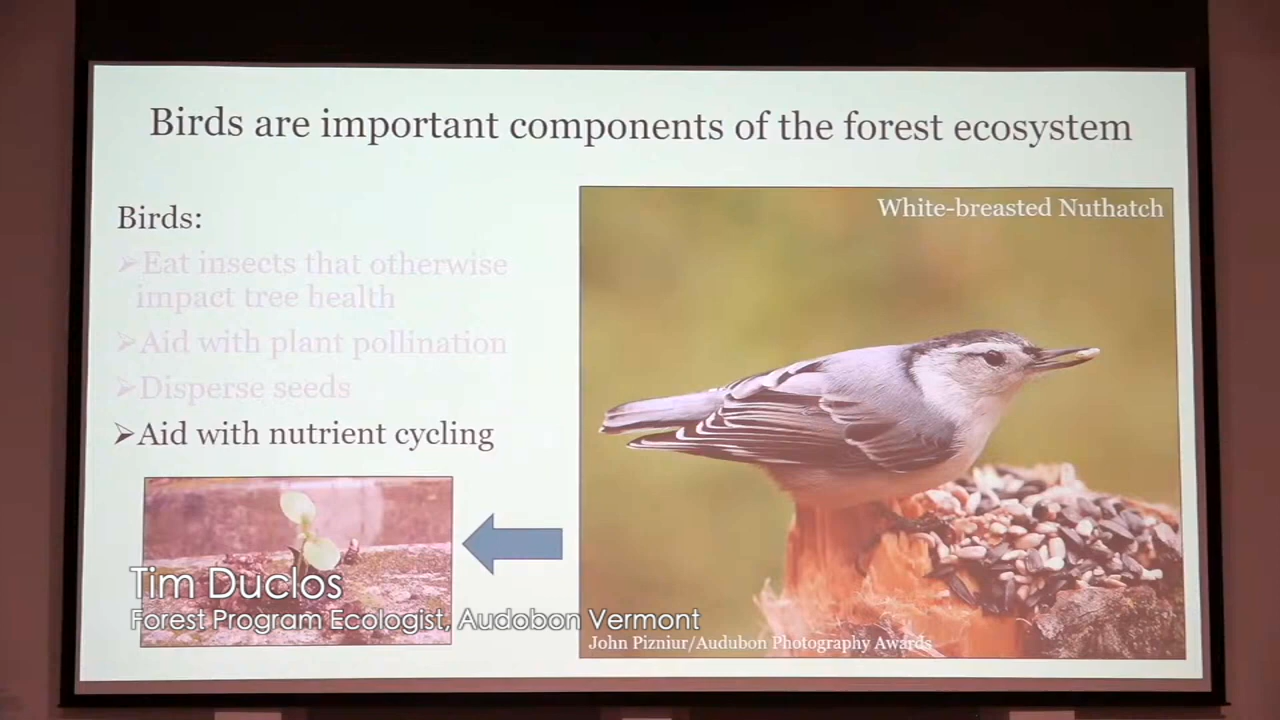 Birds are important components of the forest ecosystem
Birds:
➤Eat insects that otherwise
impact tree health
➤Aid with plant pollination
➤Disperse seeds
➤Aid with nutrient cycling
White-breasted Nuthatch
John Pizniur/Audubon Photography Awards
Tim Duclos
Forest Program Ecologist, Audobon Vermont